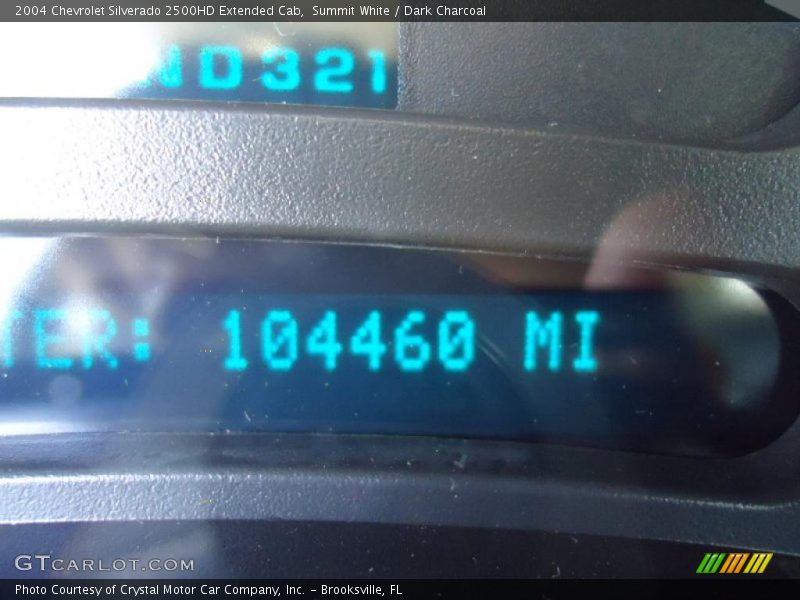 2004 Chevrolet Silverado 2500HD Extended Cab, Summit White / Dark Charcoal
ND321
TER: 104460 MI
GTCARLOT.COM
Photo Courtesy of Crystal Motor Car Company, Inc. – Brooksville, FL